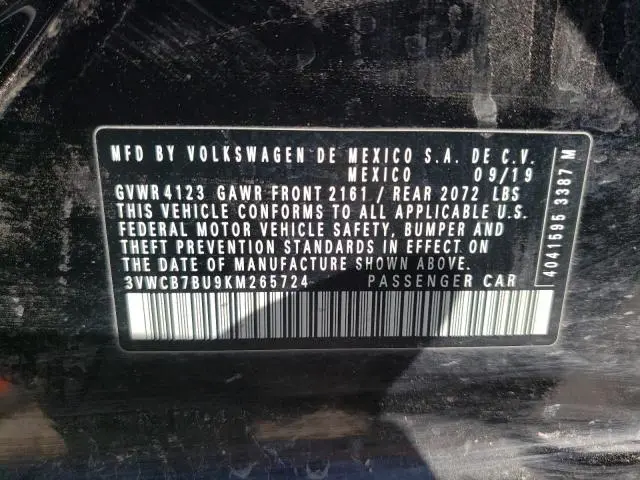 MFD BY VOLKSWAGEN DE MEXICO S.A. DE C.V.
MEXICO 09/19
GVWR 4123 GAWR FRONT 2161 / REAR 2072 LBS
THIS VEHICLE CONFORMS TO ALL APPLICABLE U.S.
FEDERAL MOTOR VEHICLE SAFETY, BUMPER AND
THEFT PREVENTION STANDARDS IN EFFECT ON
THE DATE OF MANUFACTURE SHOWN ABOVE.
3VWCB7BU9KM265724 PASSENGER CAR
4041595 3387 M